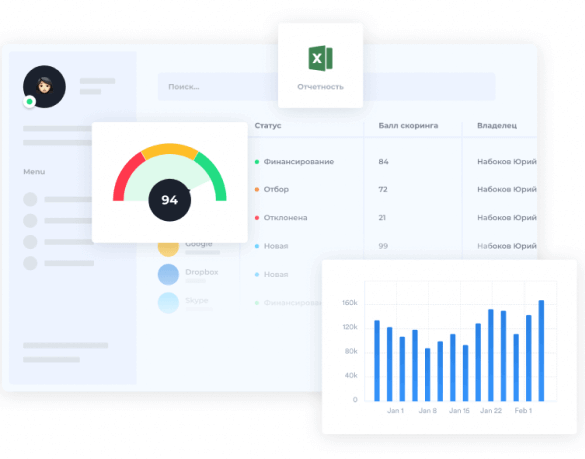 X
Отчетность
Поиск...
Menu
Статус Балл скоринга Владелец
Финансирование 84 Набоков Юрий
Отбор 72 Набоков Юрий
Отклонена 21 Набоков Юрий
Google Новая 99 Набоков Юрий
Dropbox Новая
Skype
94
160k
120k
80k
40k
0
Jan 1 Jan 8 Jan 15 Jan 22 Feb 1